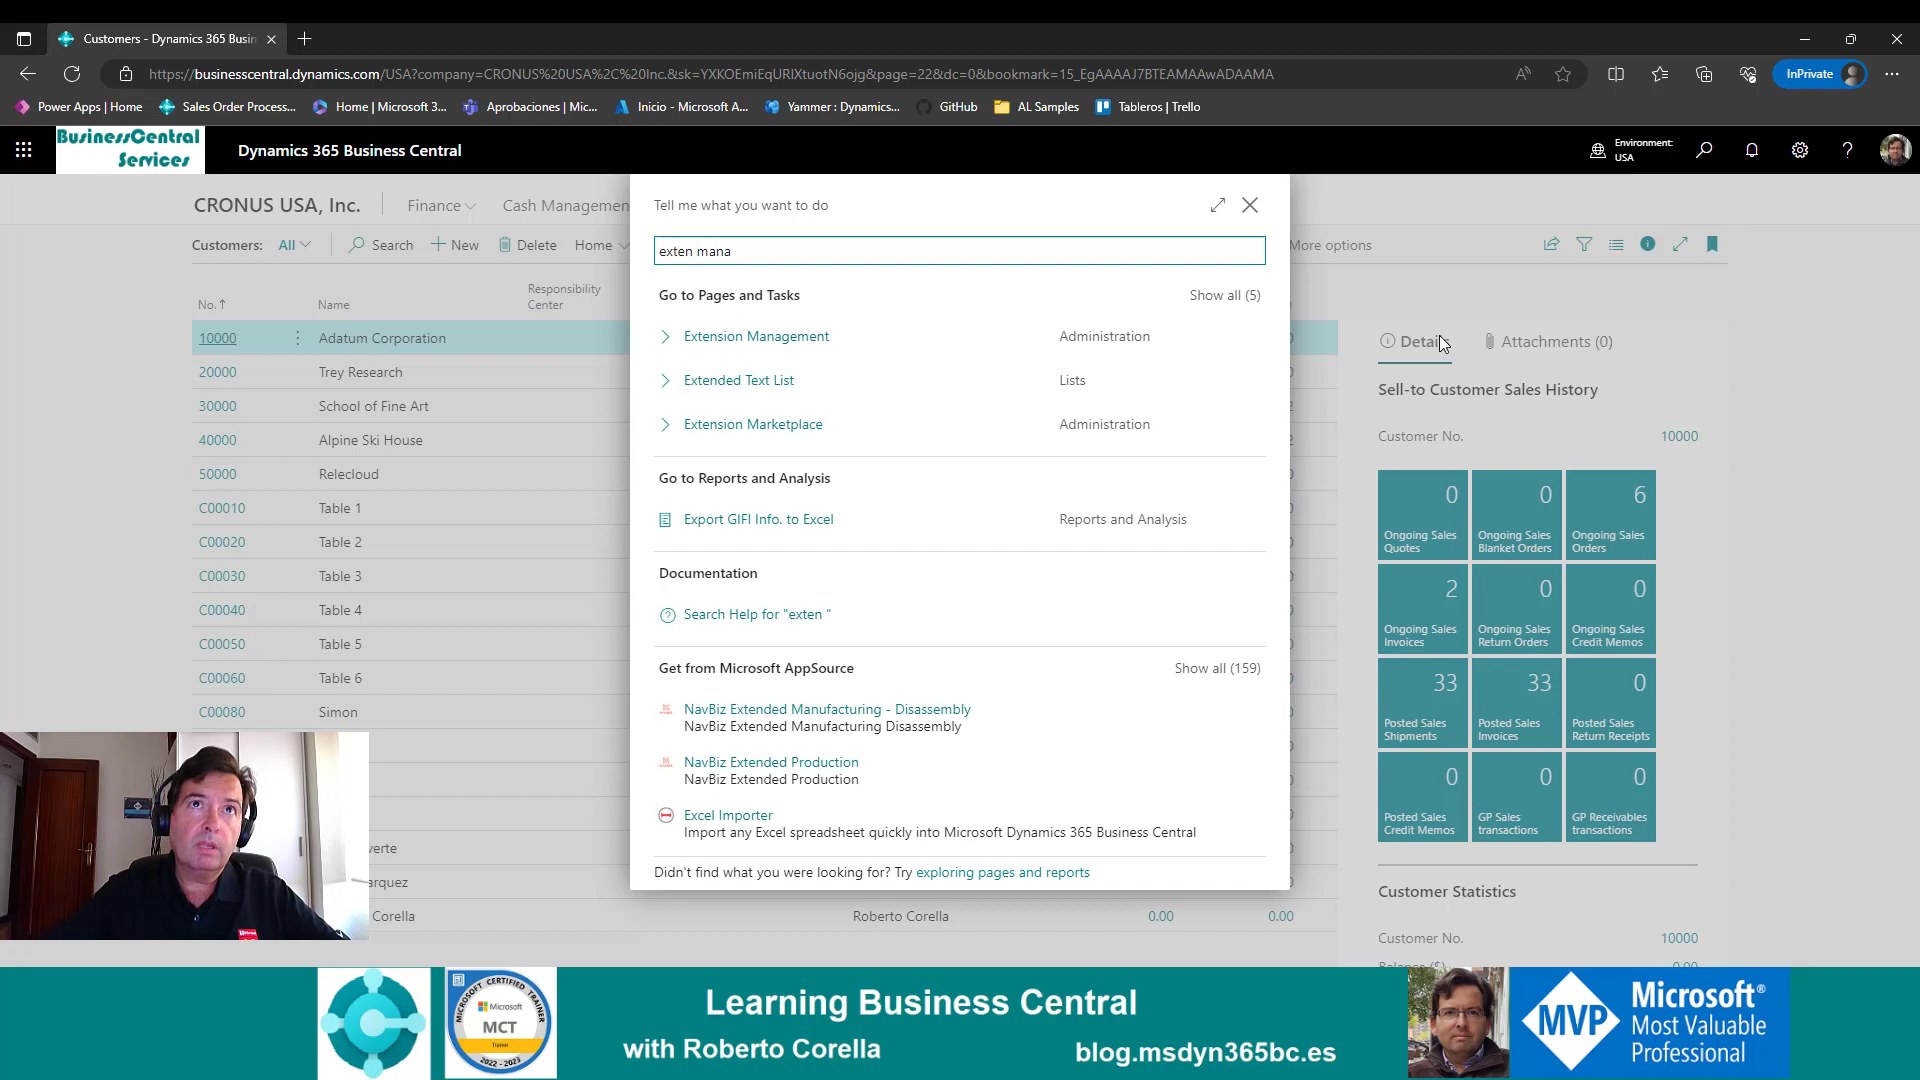 Customers - Dynamics 365 Busin
https://businesscentral.dynamics.com/USA?company=CRONUS%20USA%2C%20Inc.&sk=YXKOEmiEqURlXtuotN6ojg&page=22&dc=0&bookmark=15_EgAAAAJ7BTEAMAAwADAAMA
InPrivate
Power Apps | Home
Sales Order Process...
Home | Microsoft 3...
Aprobaciones | Mic...
Inicio - Microsoft A...
Yammer : Dynamics...
GitHub
AL Samples
Tableros | Trello
BusinessCentral
Services
Dynamics 365 Business Central
Environment:
USA
CRONUS USA, Inc.
Finance
Cash Managemen
Customers: All
Search
New
Delete
Home
More options
No. ↑
Name
Responsibility
Center
10000 Adatum Corporation
20000 Trey Research
30000 School of Fine Art
40000 Alpine Ski House
50000 Relecloud
C00010 Table 1
C00020 Table 2
C00030 Table 3
C00040 Table 4
C00050 Table 5
C00060 Table 6
C00080 Simon
verte
arquez
Corella Roberto Corella 0.00 0.00
Tell me what you want to do
exten mana
Go to Pages and Tasks Show all (5)
Extension Management Administration
Extended Text List Lists
Extension Marketplace Administration
Go to Reports and Analysis
Export GIFI Info. to Excel Reports and Analysis
Documentation
Search Help for "exten "
Get from Microsoft AppSource Show all (159)
NavBiz Extended Manufacturing - Disassembly
NavBiz Extended Manufacturing Disassembly
NavBiz Extended Production
NavBiz Extended Production
Excel Importer
Import any Excel spreadsheet quickly into Microsoft Dynamics 365 Business Central
Didn't find what you were looking for? Try exploring pages and reports
Details
Attachments (0)
Sell-to Customer Sales History
Customer No. 10000
0
Ongoing Sales
Quotes
0
Ongoing Sales
Blanket Orders
6
Ongoing Sales
Orders
2
Ongoing Sales
Invoices
0
Ongoing Sales
Return Orders
0
Ongoing Sales
Credit Memos
33
Posted Sales
Shipments
33
Posted Sales
Invoices
0
Posted Sales
Return Receipts
0
Posted Sales
Credit Memos
0
GP Sales
transactions
0
GP Receivables
transactions
Customer Statistics
Customer No. 10000
Balance ($) 0.00
MICROSOFT CERTIFIED TRAINER
Microsoft
MCT
Trainer
2022 - 2023
Learning Business Central
with Roberto Corella
blog.msdyn365bc.es
MVP
Microsoft®
Most Valuable
Professional